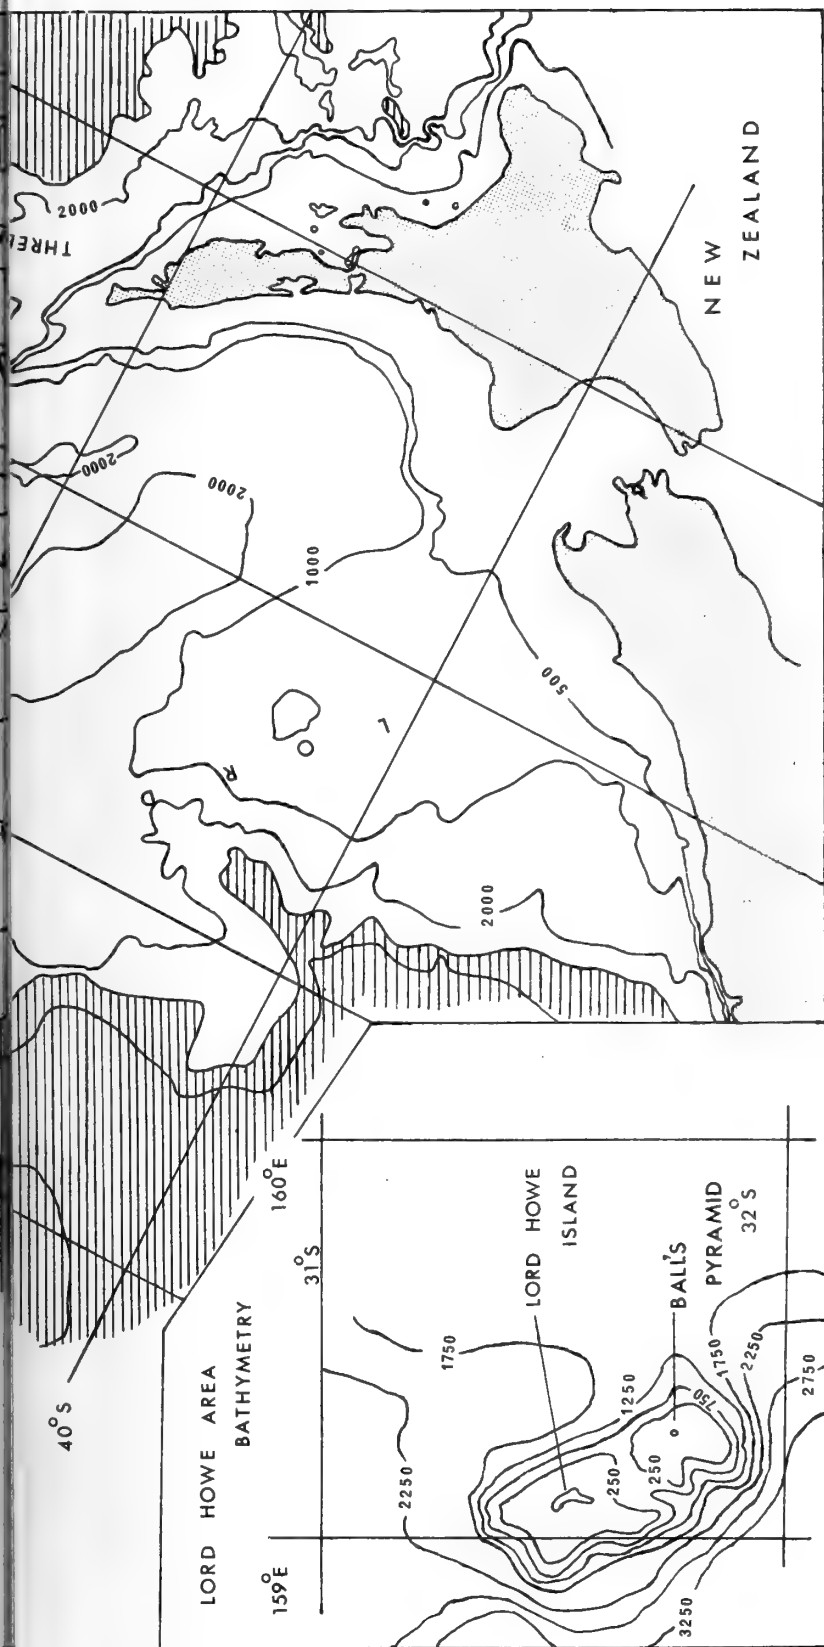 2000
2000
2000
1000
500
2000
L
O
R
D
NEW
ZEALAND
40°S
LORD HOWE AREA
BATHYMETRY
159°E
160°E
31°S
32°S
2250
1750
LORD HOWE
ISLAND
1250
250
250
750
BALL'S
PYRAMID
1750
2250
2750
3250